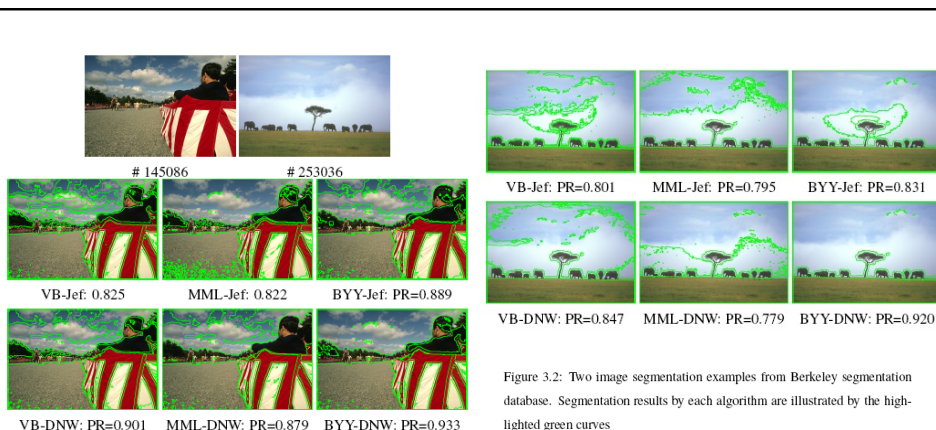 # 145086 # 253036
VB-Jef: 0.825 MML-Jef: 0.822 BYY-Jef: PR=0.889
VB-DNW: PR=0.901 MML-DNW: PR=0.879 BYY-DNW: PR=0.933
VB-Jef: PR=0.801 MML-Jef: PR=0.795 BYY-Jef: PR=0.831
VB-DNW: PR=0.847 MML-DNW: PR=0.779 BYY-DNW: PR=0.920
Figure 3.2: Two image segmentation examples from Berkeley segmentation
database. Segmentation results by each algorithm are illustrated by the high-
lighted green curves